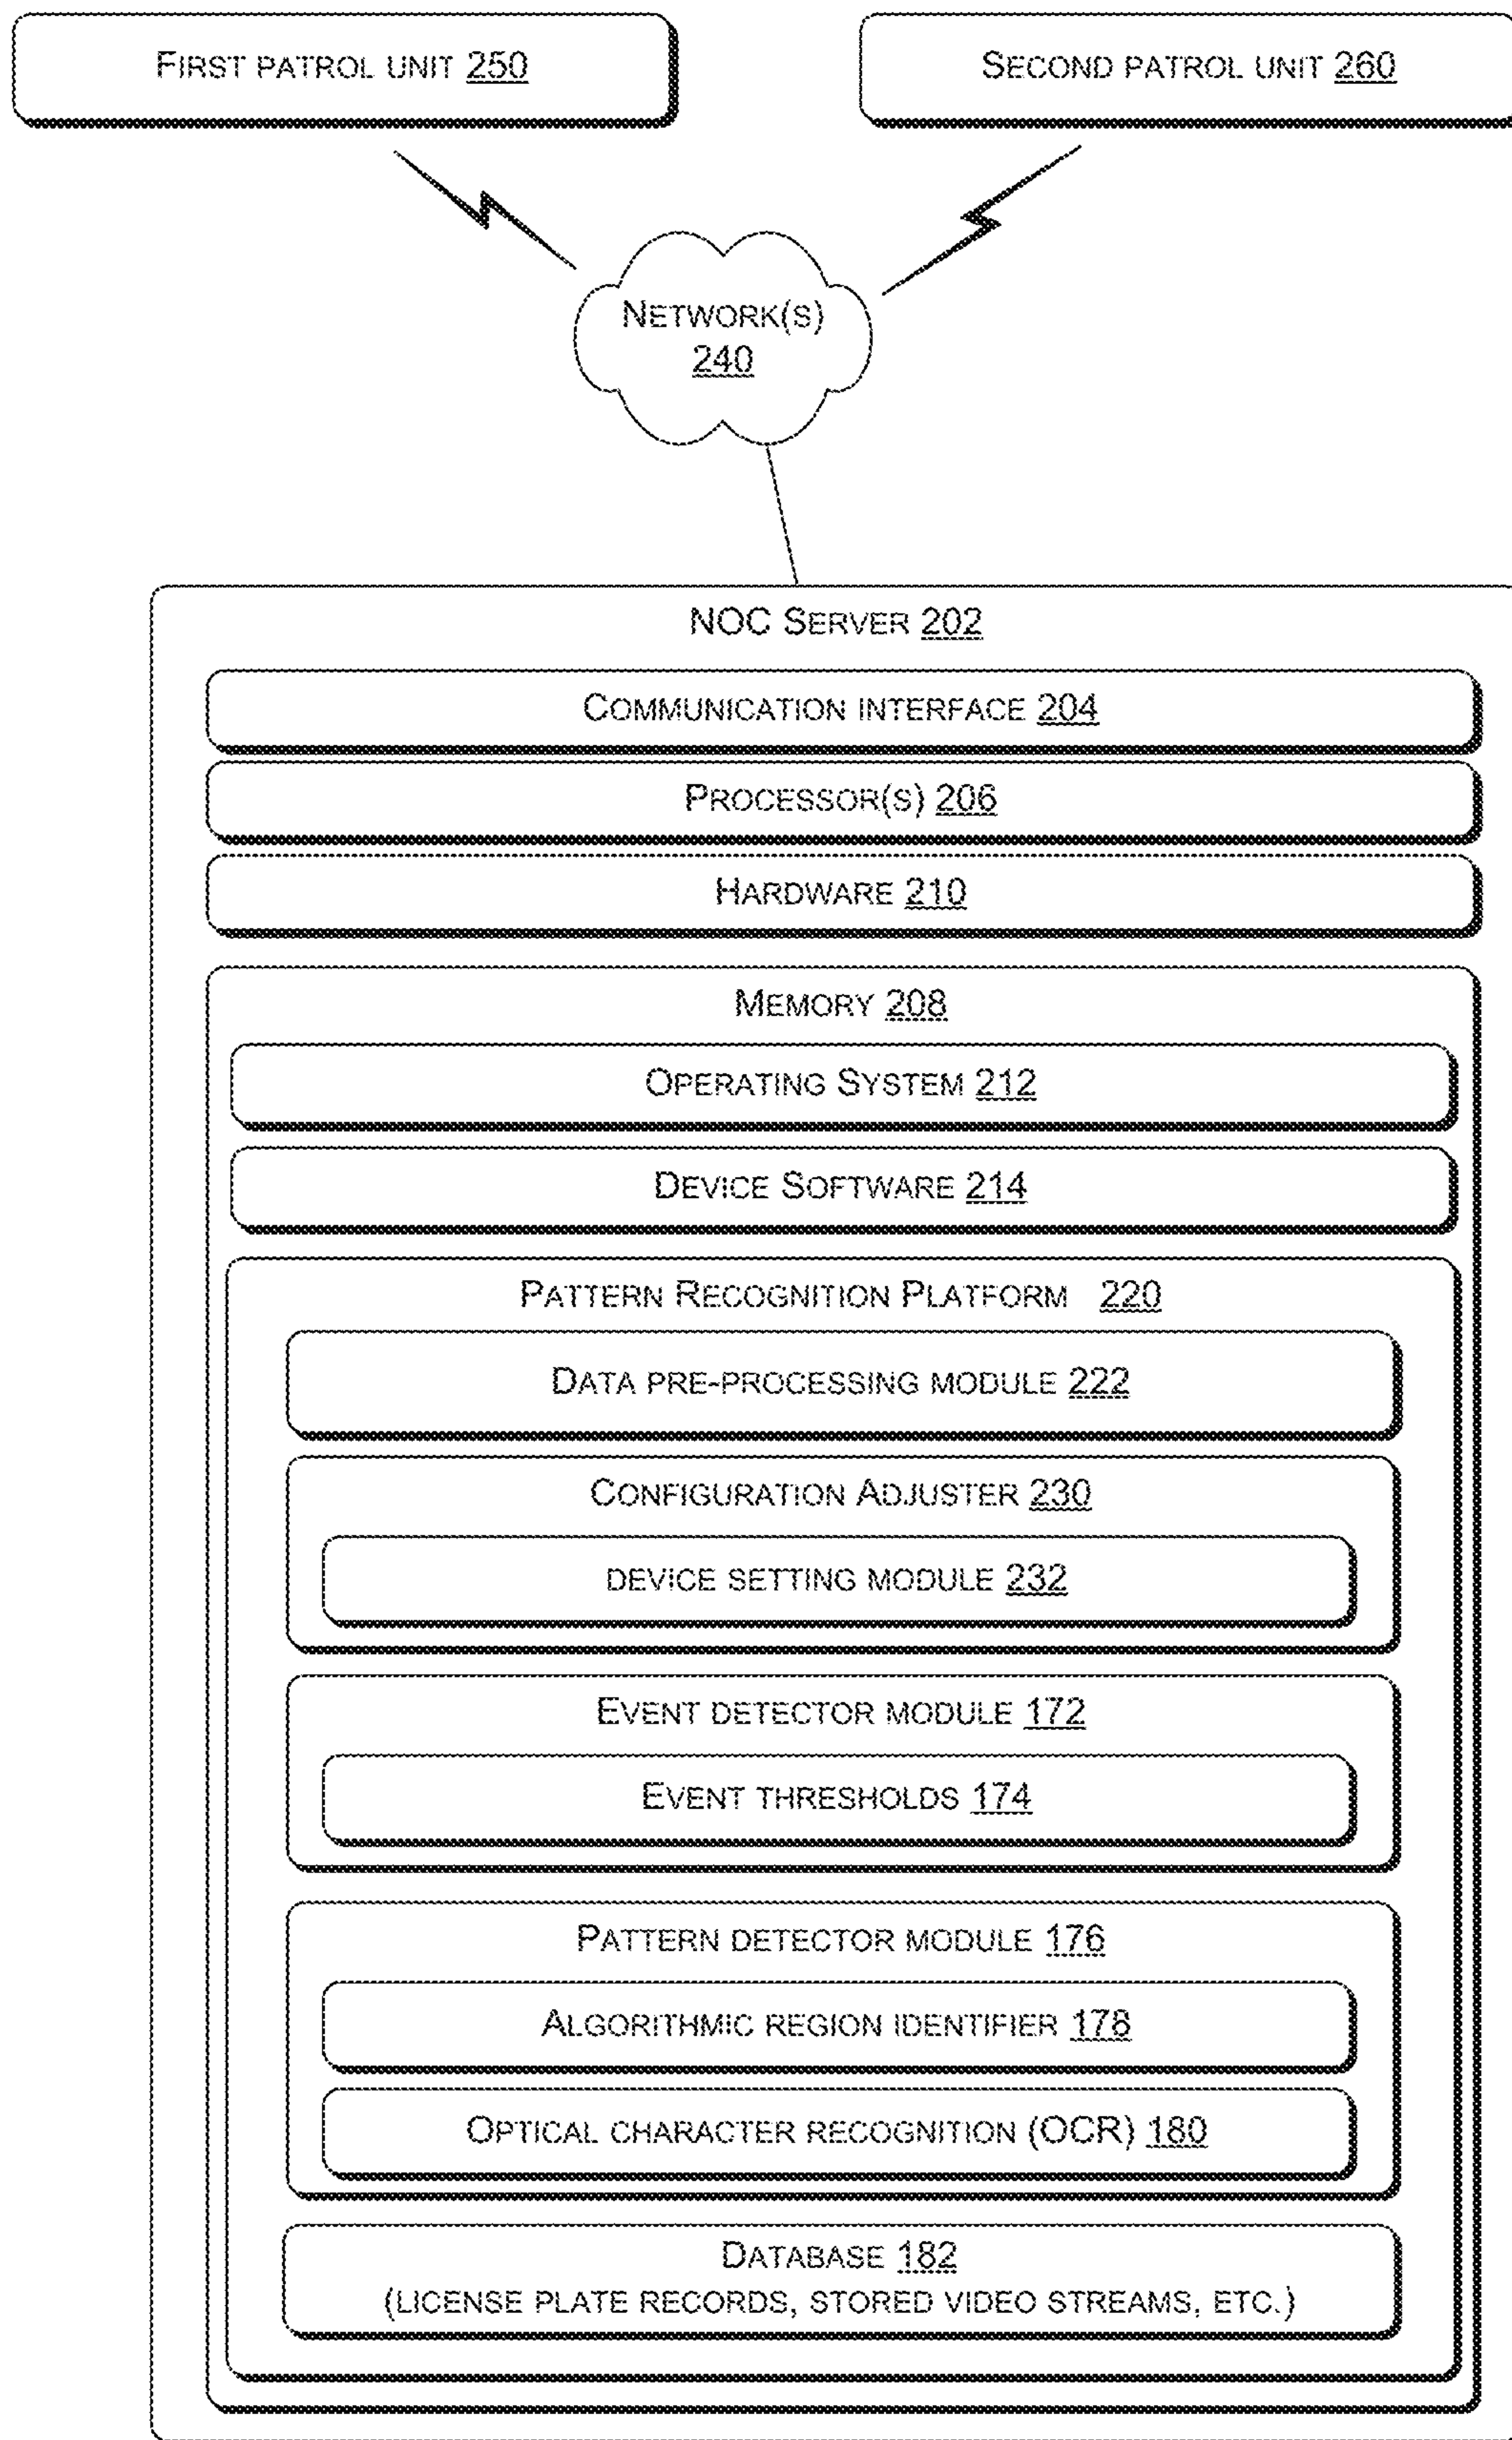 FIRST PATROL UNIT 250
SECOND PATROL UNIT 260
NETWORK(S)
240
NOC SERVER 202
COMMUNICATION INTERFACE 204
PROCESSOR(S) 206
HARDWARE 210
MEMORY 208
OPERATING SYSTEM 212
DEVICE SOFTWARE 214
PATTERN RECOGNITION PLATFORM 220
DATA PRE-PROCESSING MODULE 222
CONFIGURATION ADJUSTER 230
DEVICE SETTING MODULE 232
EVENT DETECTOR MODULE 172
EVENT THRESHOLDS 174
PATTERN DETECTOR MODULE 176
ALGORITHMIC REGION IDENTIFIER 178
OPTICAL CHARACTER RECOGNITION (OCR) 180
DATABASE 182
(LICENSE PLATE RECORDS, STORED VIDEO STREAMS, ETC.)